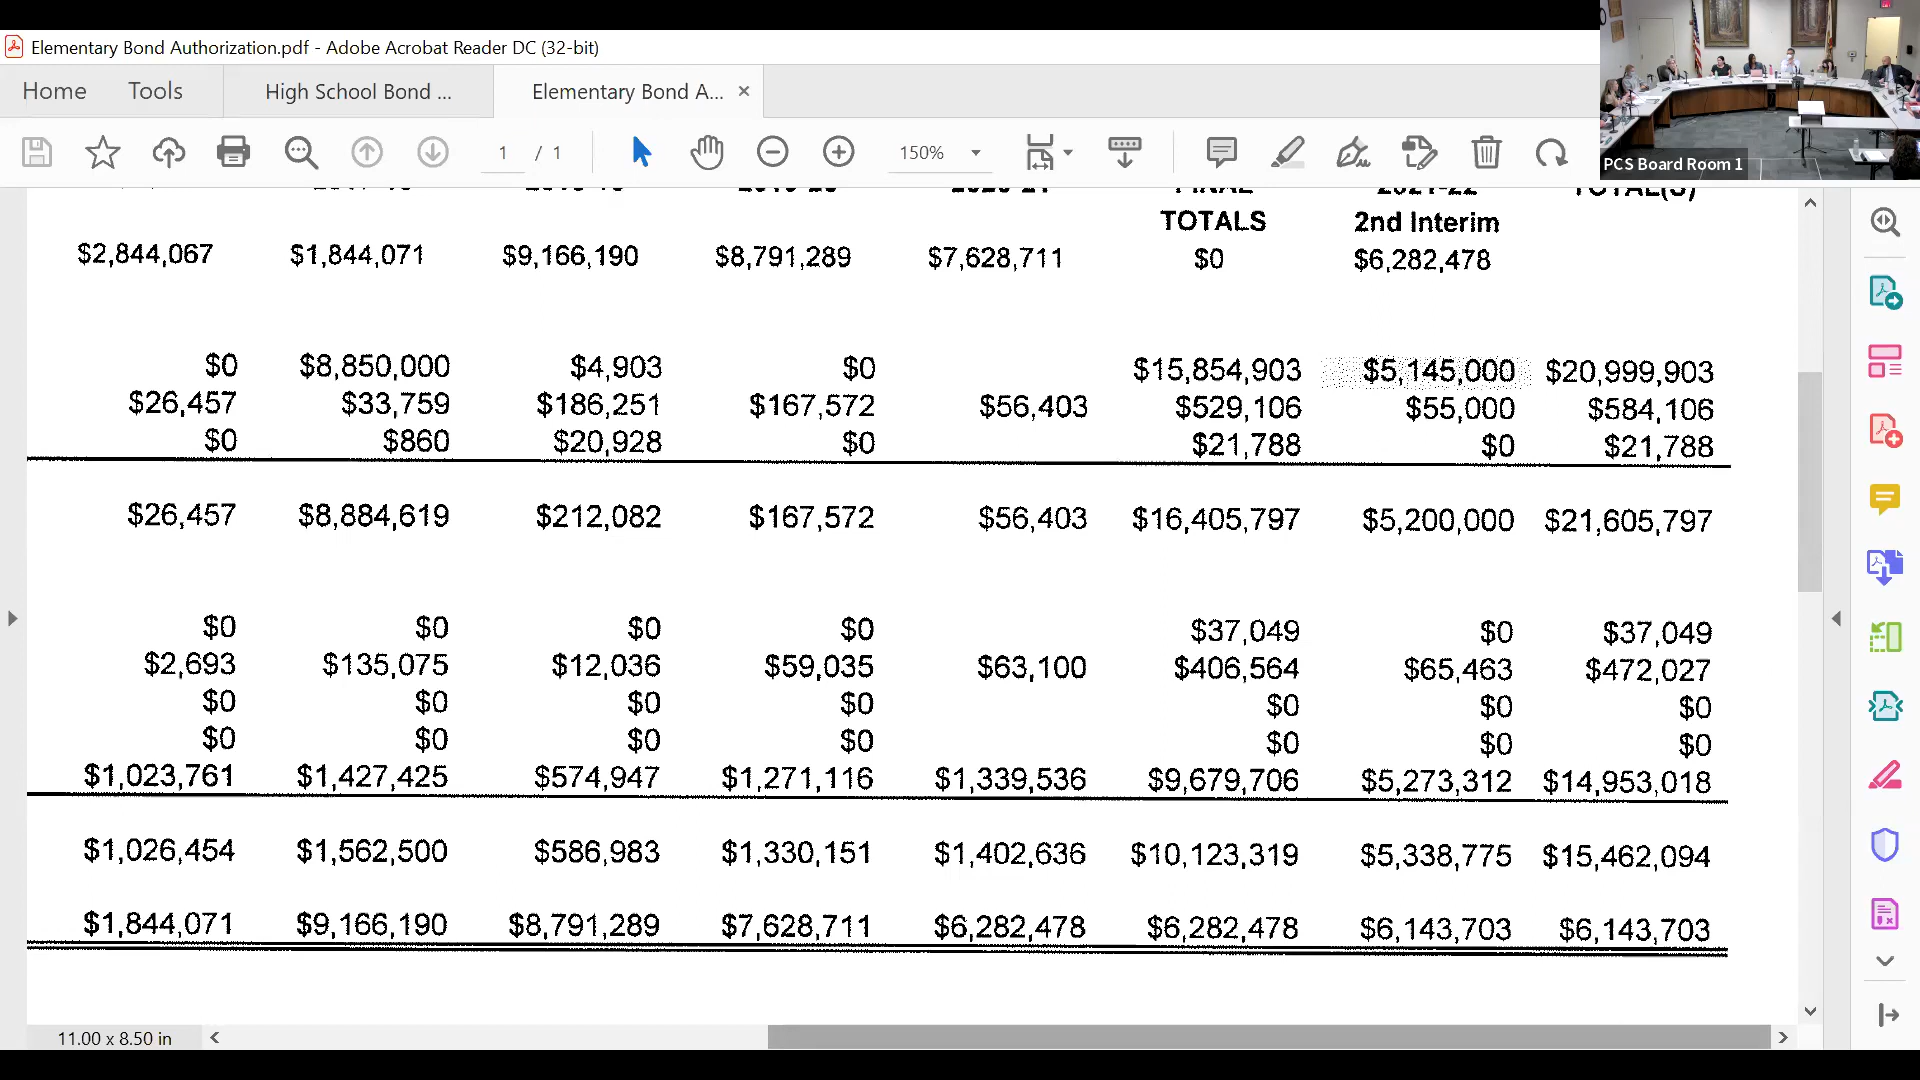 Elementary Bond Authorization.pdf - Adobe Acrobat Reader DC (32-bit)
Home Tools High School Bond ... Elementary Bond A... ×
1 / 1 150%
PCS Board Room 1
2021-22 TOTAL(S)
TOTALS 2nd Interim
$2,844,067 $1,844,071 $9,166,190 $8,791,289 $7,628,711 $0 $6,282,478
$0 $8,850,000 $4,903 $0 $15,854,903 $5,145,000 $20,999,903
$26,457 $33,759 $186,251 $167,572 $56,403 $529,106 $55,000 $584,106
$0 $860 $20,928 $0 $21,788 $0 $21,788
$26,457 $8,884,619 $212,082 $167,572 $56,403 $16,405,797 $5,200,000 $21,605,797
$0 $0 $0 $0 $37,049 $0 $37,049
$2,693 $135,075 $12,036 $59,035 $63,100 $406,564 $65,463 $472,027
$0 $0 $0 $0 $0 $0 $0
$0 $0 $0 $0 $0 $0 $0
$1,023,761 $1,427,425 $574,947 $1,271,116 $1,339,536 $9,679,706 $5,273,312 $14,953,018
$1,026,454 $1,562,500 $586,983 $1,330,151 $1,402,636 $10,123,319 $5,338,775 $15,462,094
$1,844,071 $9,166,190 $8,791,289 $7,628,711 $6,282,478 $6,282,478 $6,143,703 $6,143,703
11.00 x 8.50 in